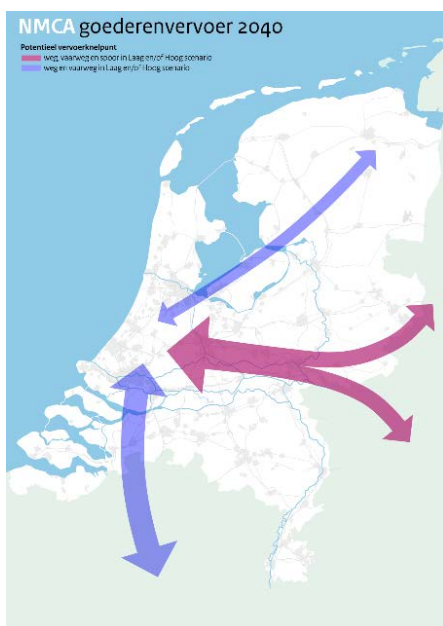 NMCA goederenvervoer 2040
Potentieel vervoerknelpunt
weg, vaarweg en spoor in Laag en/of Hoog scenario
weg en vaarweg in Laag en/of Hoog scenario